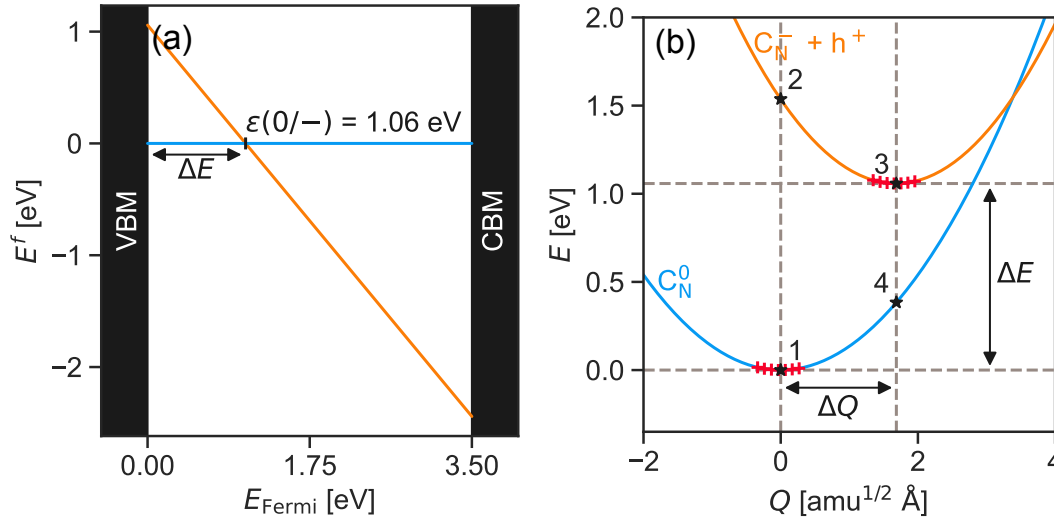 (a)
1
0
−1
−2
E^f [eV]
VBM
CBM
ε(0/−) = 1.06 eV
ΔE
0.00 1.75 3.50
E_Fermi [eV]
(b)
2.0
1.5
1.0
0.5
0.0
E [eV]
C_N^− + h^+
2
3
C_N^0
4
1
ΔE
ΔQ
−2 0 2 4
Q [amu^1/2 Å]